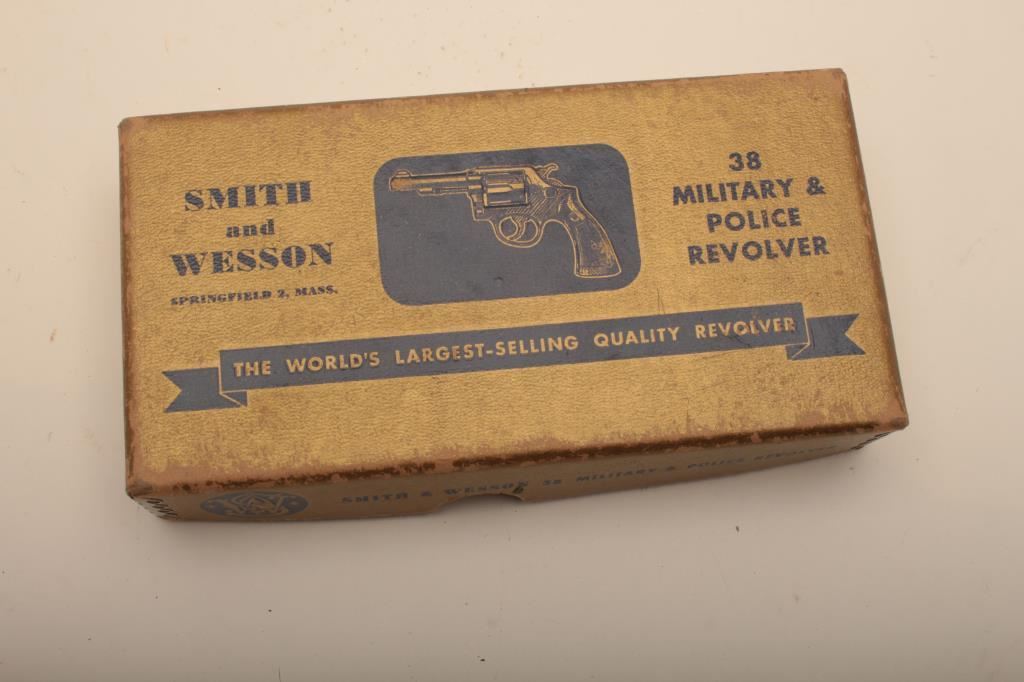 SMITH
and
WESSON
SPRINGFIELD 2, MASS.
38
MILITARY &
POLICE
REVOLVER
THE WORLD'S LARGEST-SELLING QUALITY REVOLVER
SMITH & WESSON 38 MILITARY & POLICE REVOLVER